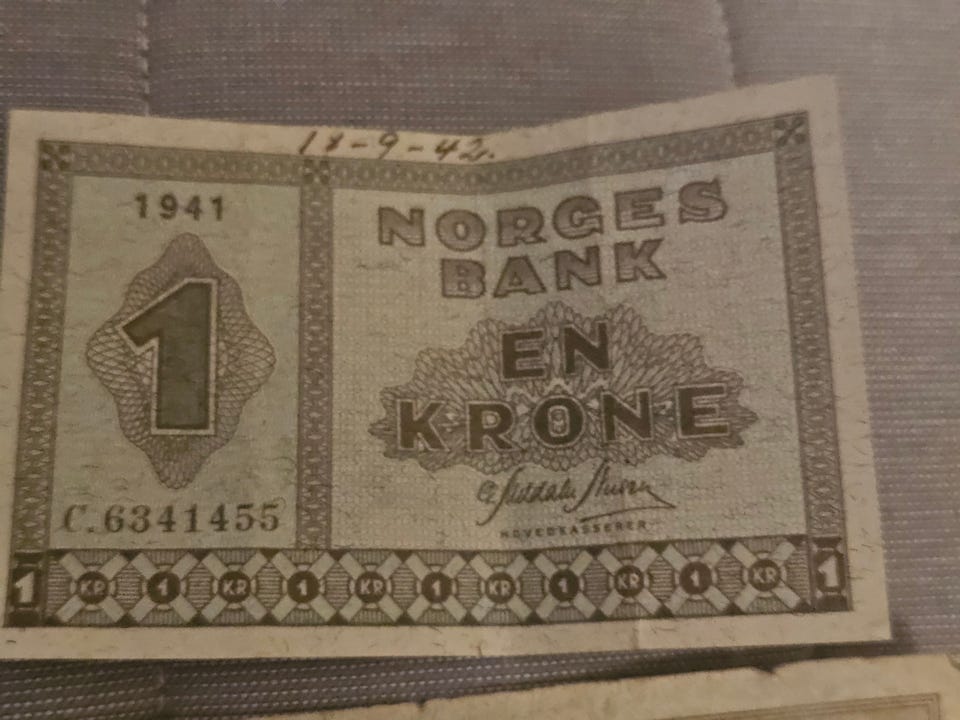 18-9-42.
1941
NORGES
BANK
1
EN
KRONE
C.6341455
HOVEDKASSERER
1 KR 1 KR 1 KR 1 KR 1 KR 1 KR 1